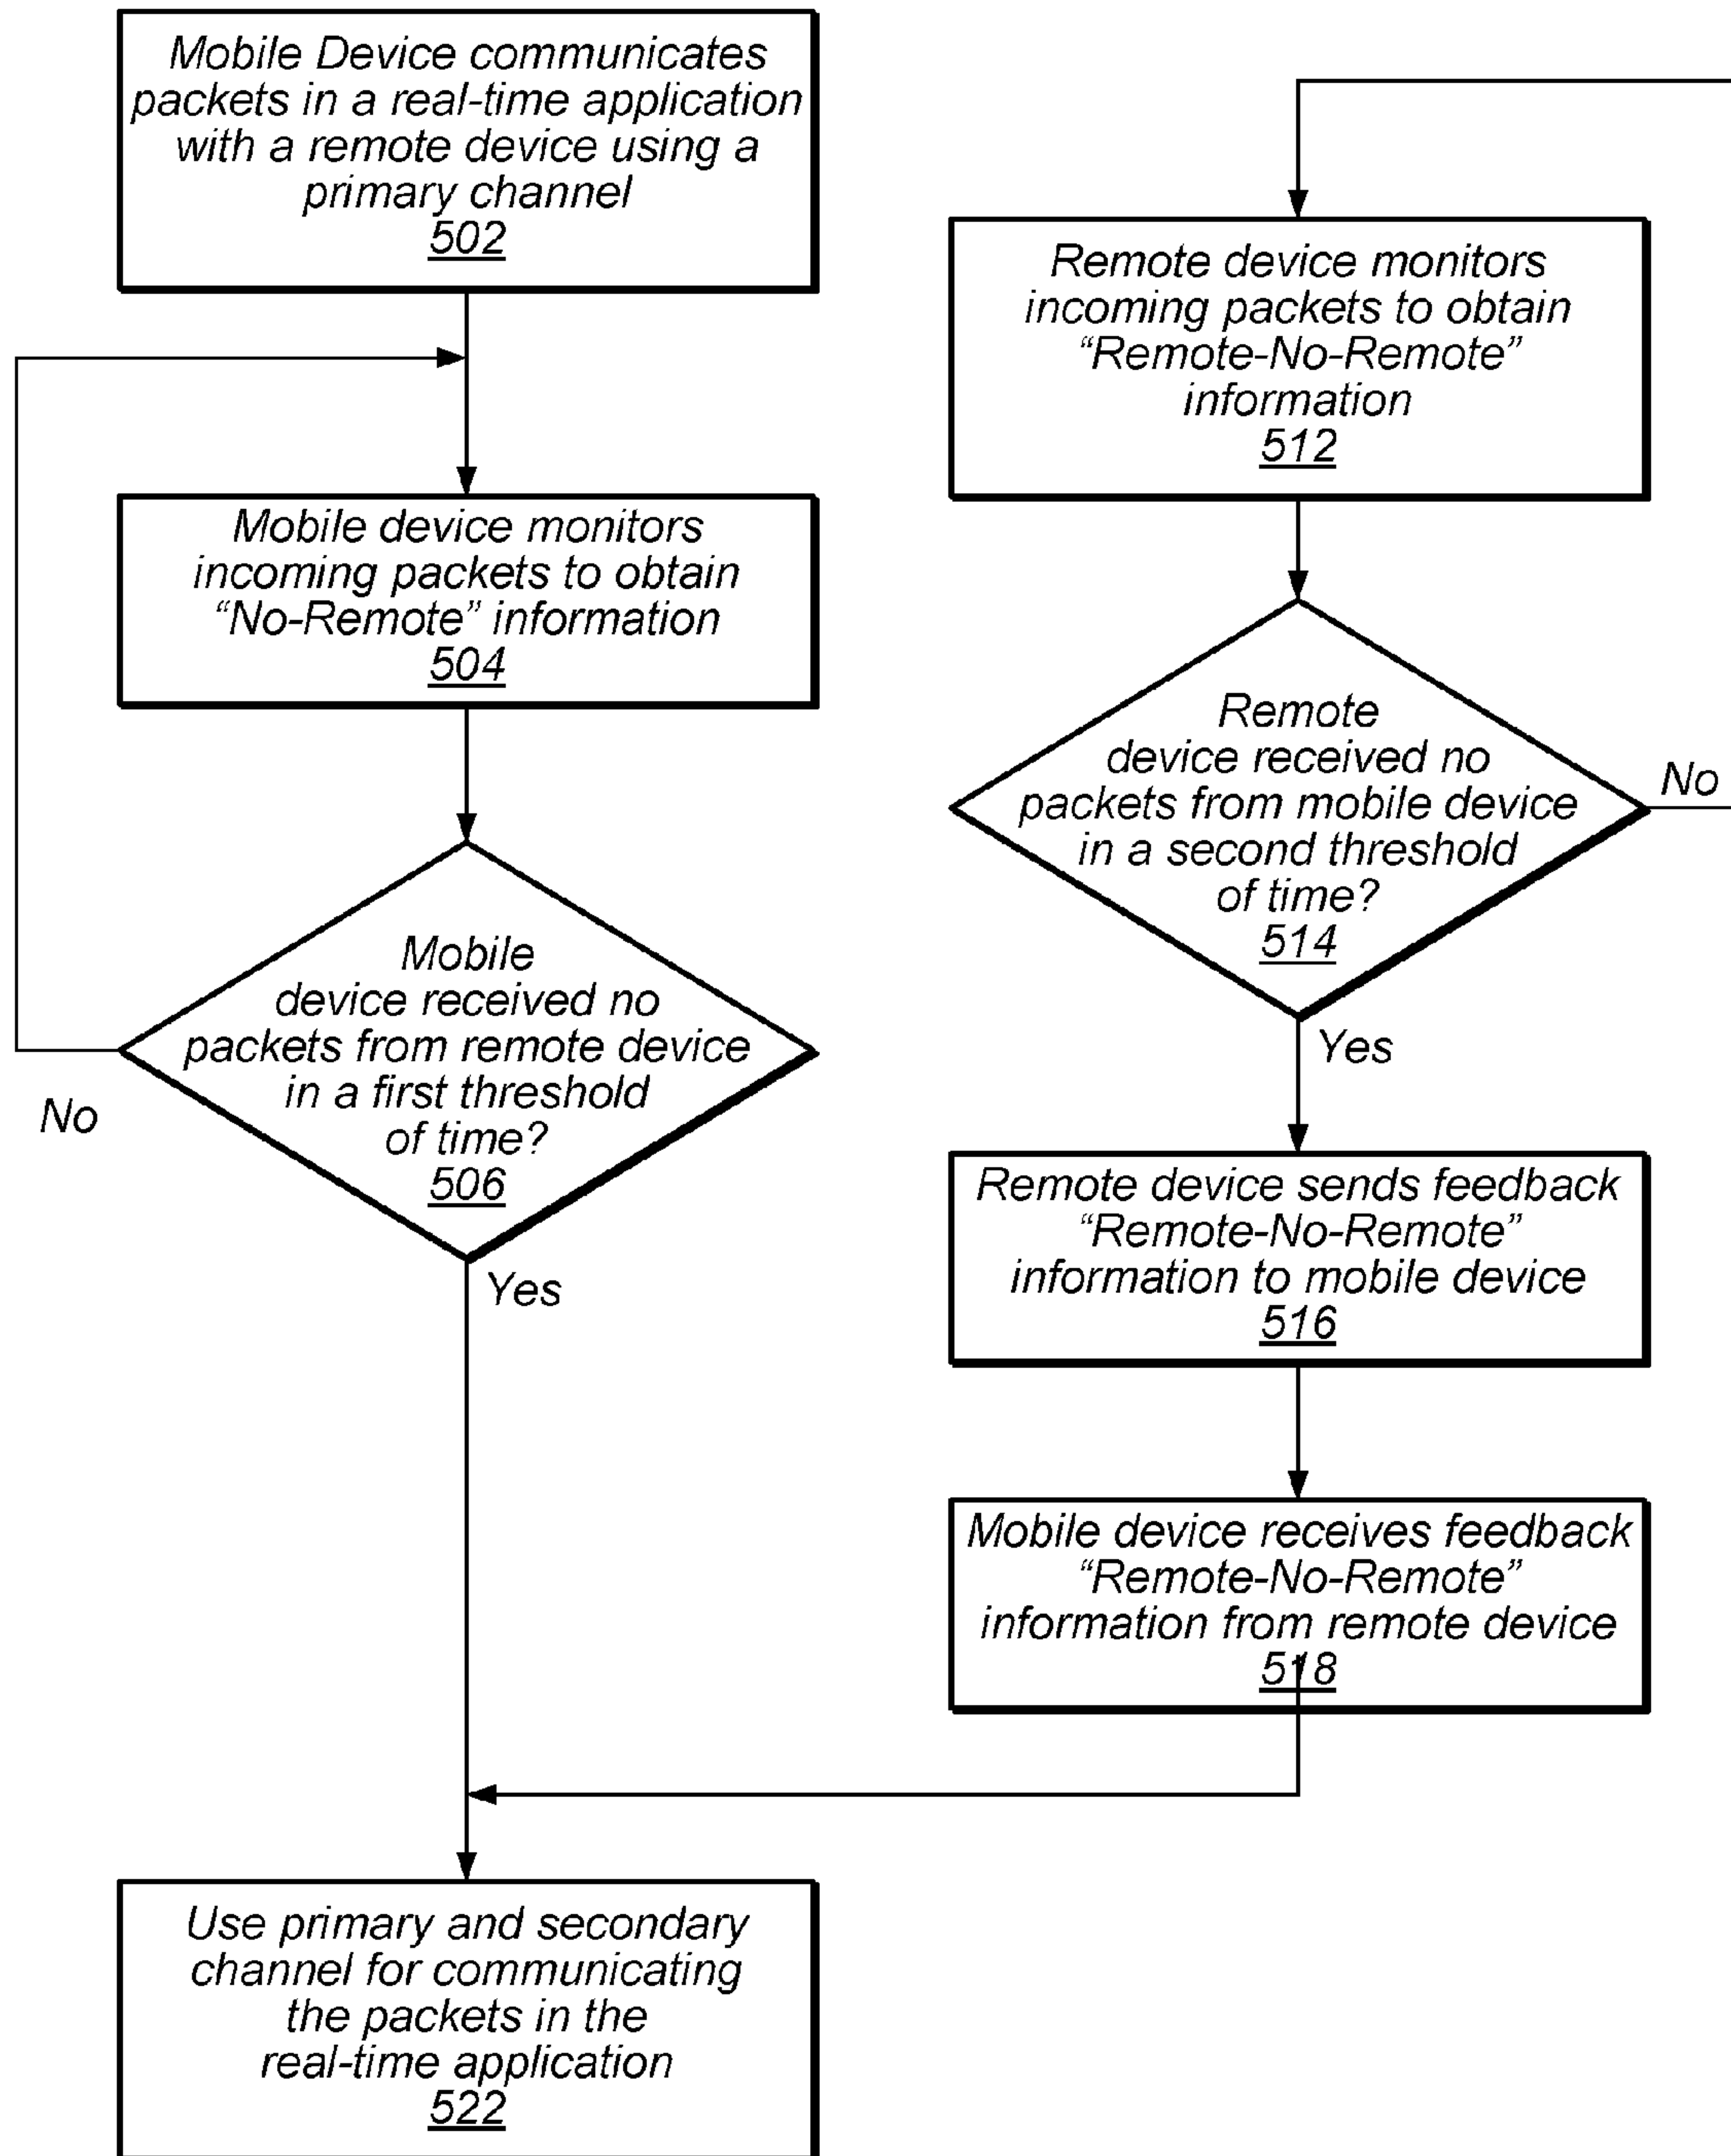 Mobile Device communicates
packets in a real-time application
with a remote device using a
primary channel
502
Mobile device monitors
incoming packets to obtain
“No-Remote” information
504
Mobile
device received no
packets from remote device
in a first threshold
of time?
506
No
Yes
Remote device monitors
incoming packets to obtain
“Remote-No-Remote”
information
512
Remote
device received no
packets from mobile device
in a second threshold
of time?
514
No
Yes
Remote device sends feedback
“Remote-No-Remote”
information to mobile device
516
Mobile device receives feedback
“Remote-No-Remote”
information from remote device
518
Use primary and secondary
channel for communicating
the packets in the
real-time application
522